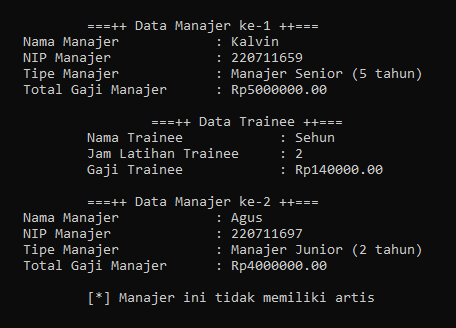 ===++ Data Manajer ke-1 ++===
Nama Manajer : Kalvin
NIP Manajer : 220711659
Tipe Manajer : Manajer Senior (5 tahun)
Total Gaji Manajer : Rp5000000.00
===++ Data Trainee ++===
Nama Trainee : Sehun
Jam Latihan Trainee : 2
Gaji Trainee : Rp140000.00
===++ Data Manajer ke-2 ++===
Nama Manajer : Agus
NIP Manajer : 220711697
Tipe Manajer : Manajer Junior (2 tahun)
Total Gaji Manajer : Rp4000000.00
[*] Manajer ini tidak memiliki artis